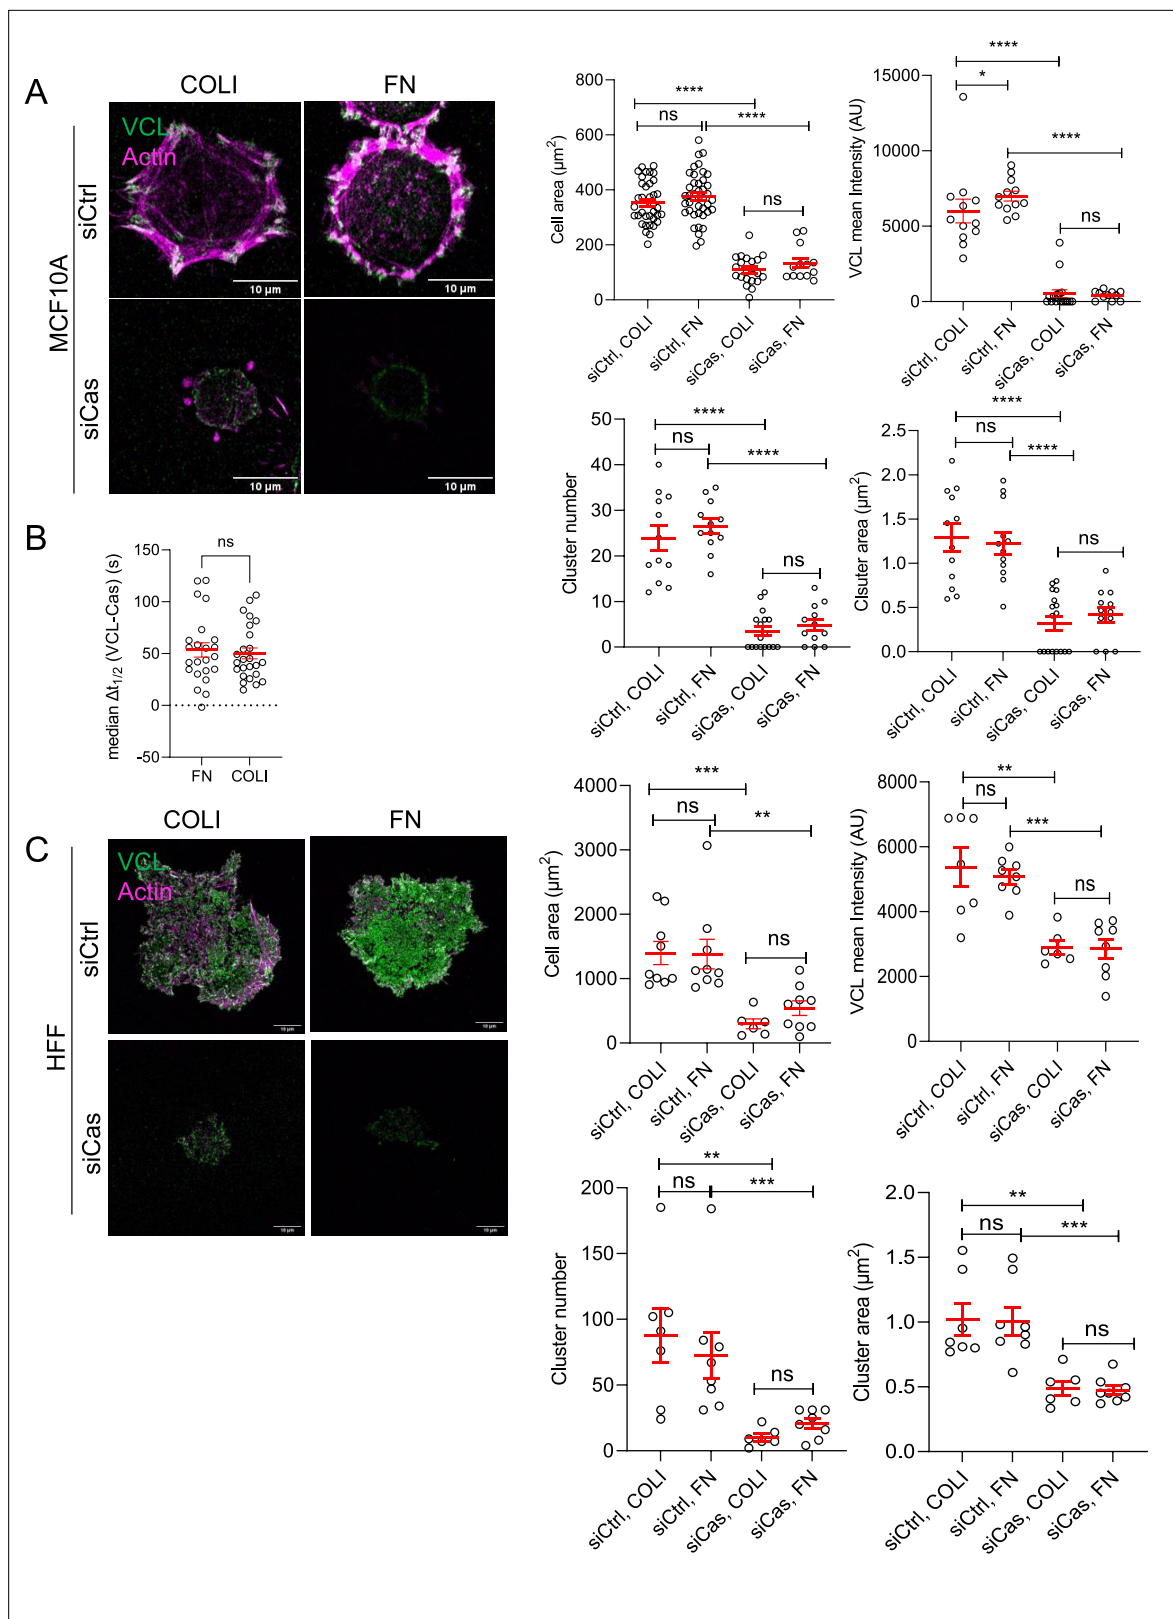 A
COLI
FN
MCF10A
siCtrl
siCas
VCL
Actin
10 µm
10 µm
10 µm
10 µm
Cell area (µm²)
800
600
400
200
0
****
ns
****
ns
siCtrl, COLI
siCtrl, FN
siCas, COLI
siCas, FN
VCL mean Intensity (AU)
15000
10000
5000
0
****
*
****
ns
siCtrl, COLI
siCtrl, FN
siCas, COLI
siCas, FN
Cluster number
50
40
30
20
10
0
****
ns
****
ns
siCtrl, COLI
siCtrl, FN
siCas, COLI
siCas, FN
Clsuter area (µm²)
2.5
2.0
1.5
1.0
0.5
0.0
****
ns
****
ns
siCtrl, COLI
siCtrl, FN
siCas, COLI
siCas, FN
B
median Δt1/2 (VCL-Cas) (s)
150
100
50
0
-50
ns
FN
COLI
C
COLI
FN
HFF
siCtrl
siCas
VCL
Actin
10 µm
10 µm
10 µm
10 µm
Cell area (µm²)
4000
3000
2000
1000
0
***
ns
**
ns
siCtrl, COLI
siCtrl, FN
siCas, COLI
siCas, FN
VCL mean Intensity (AU)
8000
6000
4000
2000
0
**
ns
***
ns
siCtrl, COLI
siCtrl, FN
siCas, COLI
siCas, FN
Cluster number
200
150
100
50
0
**
ns
***
ns
siCtrl, COLI
siCtrl, FN
siCas, COLI
siCas, FN
Cluster area (µm²)
2.0
1.5
1.0
0.5
0.0
**
ns
***
ns
siCtrl, COLI
siCtrl, FN
siCas, COLI
siCas, FN